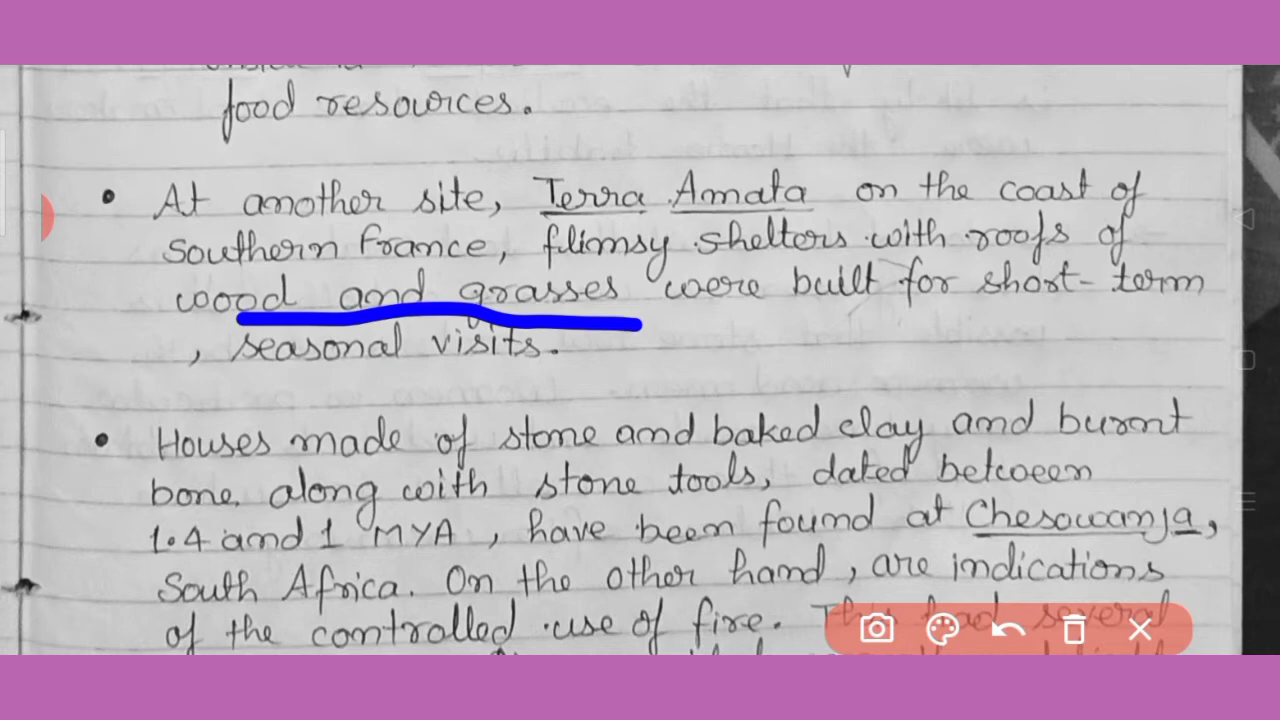 food resources.
• At another site, Terra Amata on the coast of
Southern France, flimsy shelters with roofs of
wood and grasses were built for short-term
, seasonal visits.
• Houses made of stone and baked clay and burnt
bone along with stone tools, dated between
1.4 and 1 MYA, have been found at Chesowanja,
South Africa. On the other hand, are indications
of the controlled use of fire. This had several